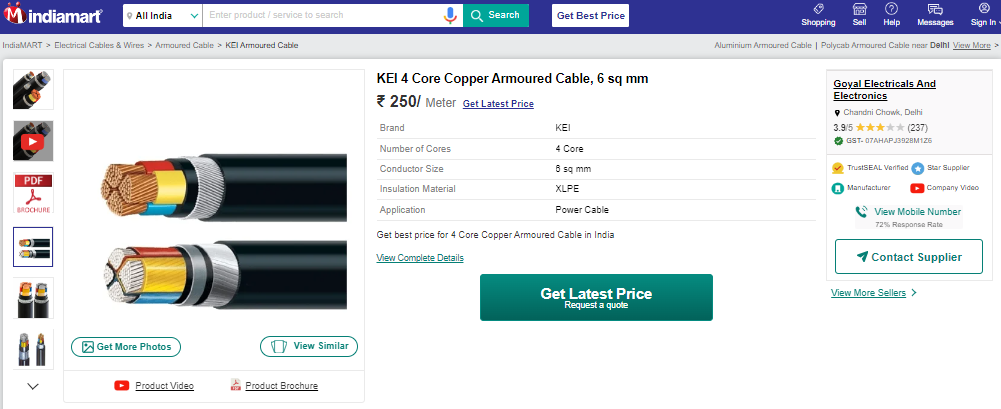 indiamart
All India
Enter product / service to search
Search
Get Best Price
Shopping
Sell
Help
Messages
Sign In
IndiaMART > Electrical Cables & Wires > Armoured Cable > KEI Armoured Cable
Aluminium Armoured Cable | Polycab Armoured Cable near Delhi View More >
PDF
BROCHURE
Get More Photos
View Similar
Product Video
Product Brochure
KEI 4 Core Copper Armoured Cable, 6 sq mm
₹ 250/ Meter Get Latest Price
Brand KEI
Number of Cores 4 Core
Conductor Size 6 sq mm
Insulation Material XLPE
Application Power Cable
Get best price for 4 Core Copper Armoured Cable in India
View Complete Details
Get Latest Price
Request a quote
Goyal Electricals And
Electronics
Chandni Chowk, Delhi
3.9/5 (237)
GST- 07AHAPJ3928M1Z6
TrustSEAL Verified
Star Supplier
Manufacturer
Company Video
View Mobile Number
72% Response Rate
Contact Supplier
View More Sellers >